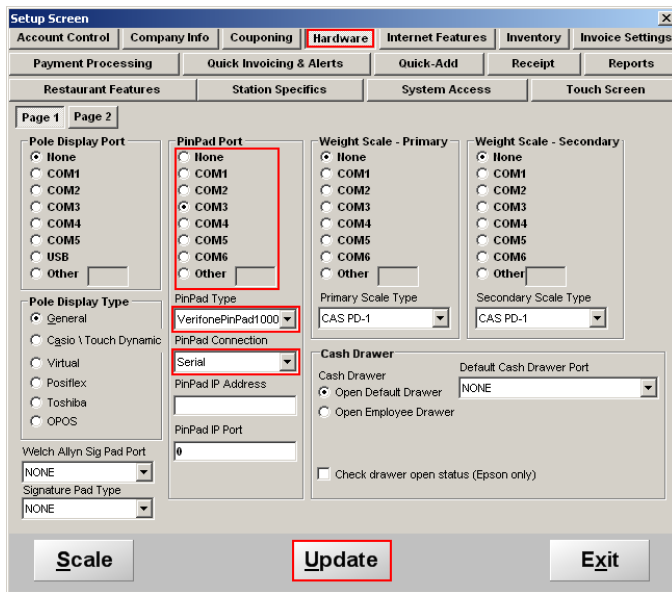 Setup Screen
Account Control Company Info Couponing Hardware Internet Features Inventory Invoice Settings
Payment Processing Quick Invoicing & Alerts Quick-Add Receipt Reports
Restaurant Features Station Specifics System Access Touch Screen
Page 1 Page 2
Pole Display Port
None
COM1
COM2
COM3
COM4
COM5
USB
Other
Pole Display Type
General
Casio \ Touch Dynamic
Virtual
Posiflex
Toshiba
OPOS
Welch Allyn Sig Pad Port
NONE
Signature Pad Type
NONE
PinPad Port
None
COM1
COM2
COM3
COM4
COM5
COM6
Other
PinPad Type
VerifonePinPad1000
PinPad Connection
Serial
PinPad IP Address
PinPad IP Port
0
Weight Scale - Primary
None
COM1
COM2
COM3
COM4
COM5
COM6
Other
Primary Scale Type
CAS PD-1
Weight Scale - Secondary
None
COM1
COM2
COM3
COM4
COM5
COM6
Other
Secondary Scale Type
CAS PD-1
Cash Drawer
Cash Drawer
Open Default Drawer
Open Employee Drawer
Default Cash Drawer Port
NONE
Check drawer open status (Epson only)
Scale Update Exit